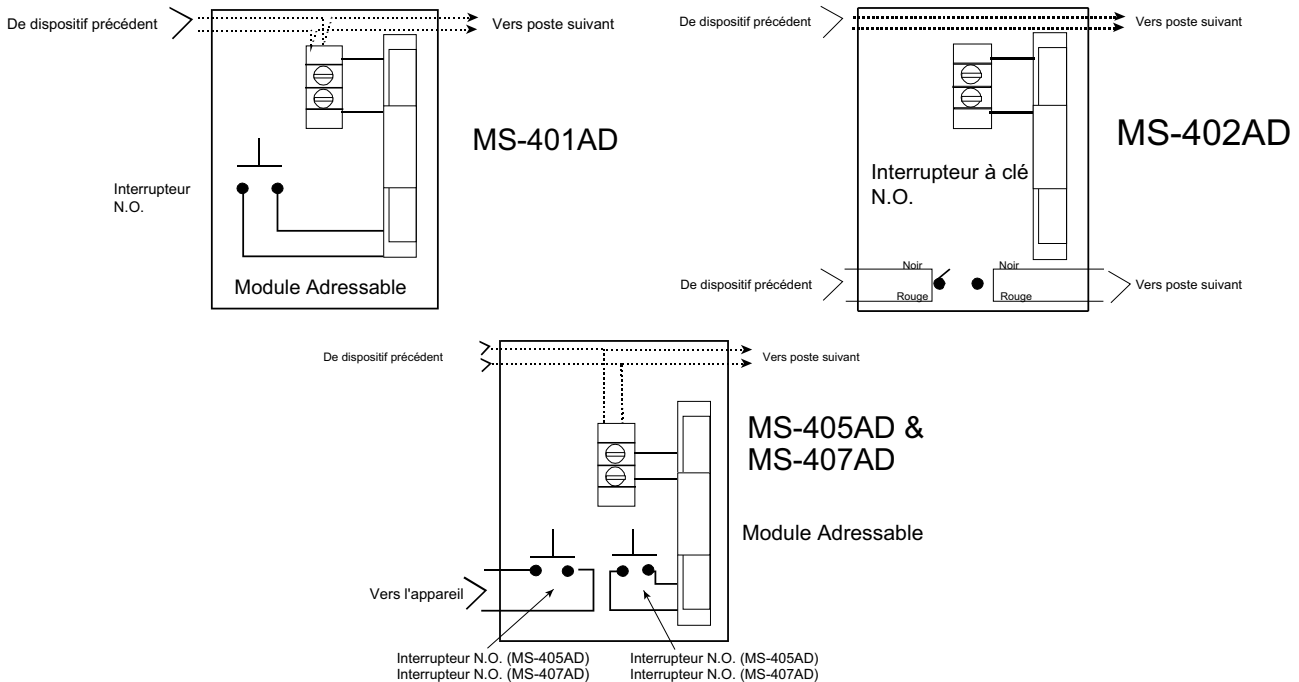 De dispositif précédent
Vers poste suivant
MS-401AD
Interrupteur
N.O.
Module Adressable
De dispositif précédent
Vers poste suivant
MS-402AD
Interrupteur à clé
N.O.
Noir
Noir
De dispositif précédent
Vers poste suivant
Rouge
Rouge
De dispositif précédent
Vers poste suivant
MS-405AD &
MS-407AD
Module Adressable
Vers l'appareil
Interrupteur N.O. (MS-405AD)
Interrupteur N.O. (MS-407AD)
Interrupteur N.O. (MS-405AD)
Interrupteur N.O. (MS-407AD)